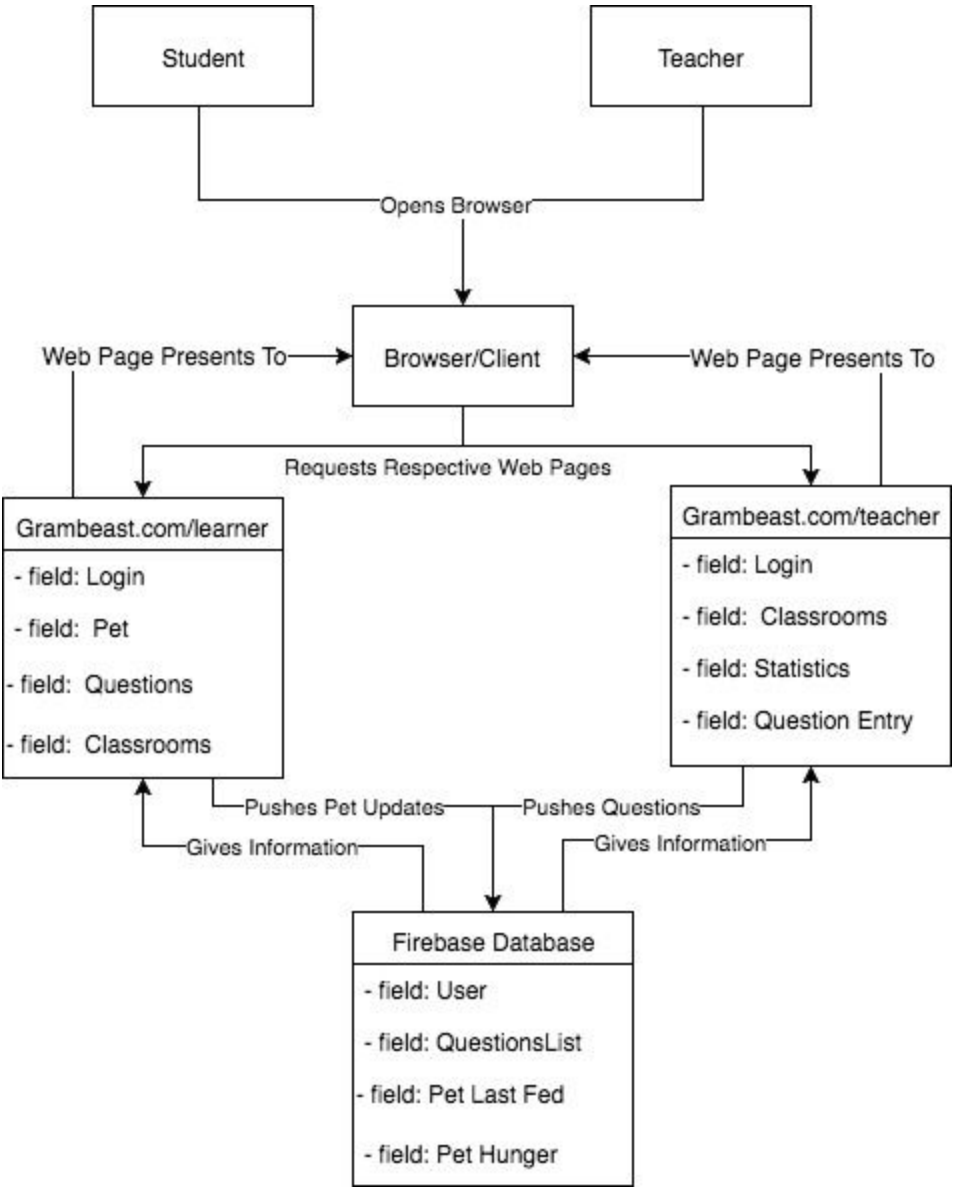 Student
Teacher
Opens Browser
Web Page Presents To
Browser/Client
Web Page Presents To
Requests Respective Web Pages
Grambeast.com/learner
- field: Login
- field: Pet
- field: Questions
- field: Classrooms
Grambeast.com/teacher
- field: Login
- field: Classrooms
- field: Statistics
- field: Question Entry
Pushes Pet Updates
Pushes Questions
Gives Information
Gives Information
Firebase Database
- field: User
- field: QuestionsList
- field: Pet Last Fed
- field: Pet Hunger